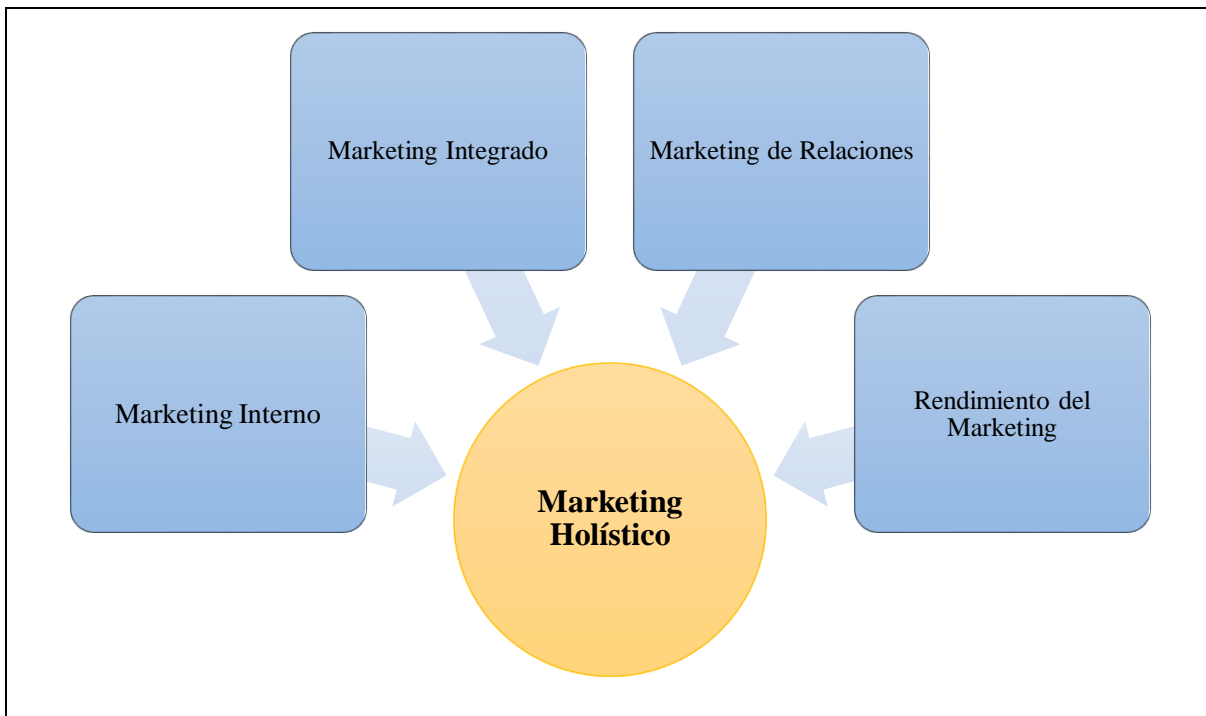 Marketing Integrado
Marketing de Relaciones
Marketing Interno
Rendimiento del
Marketing
Marketing
Holístico